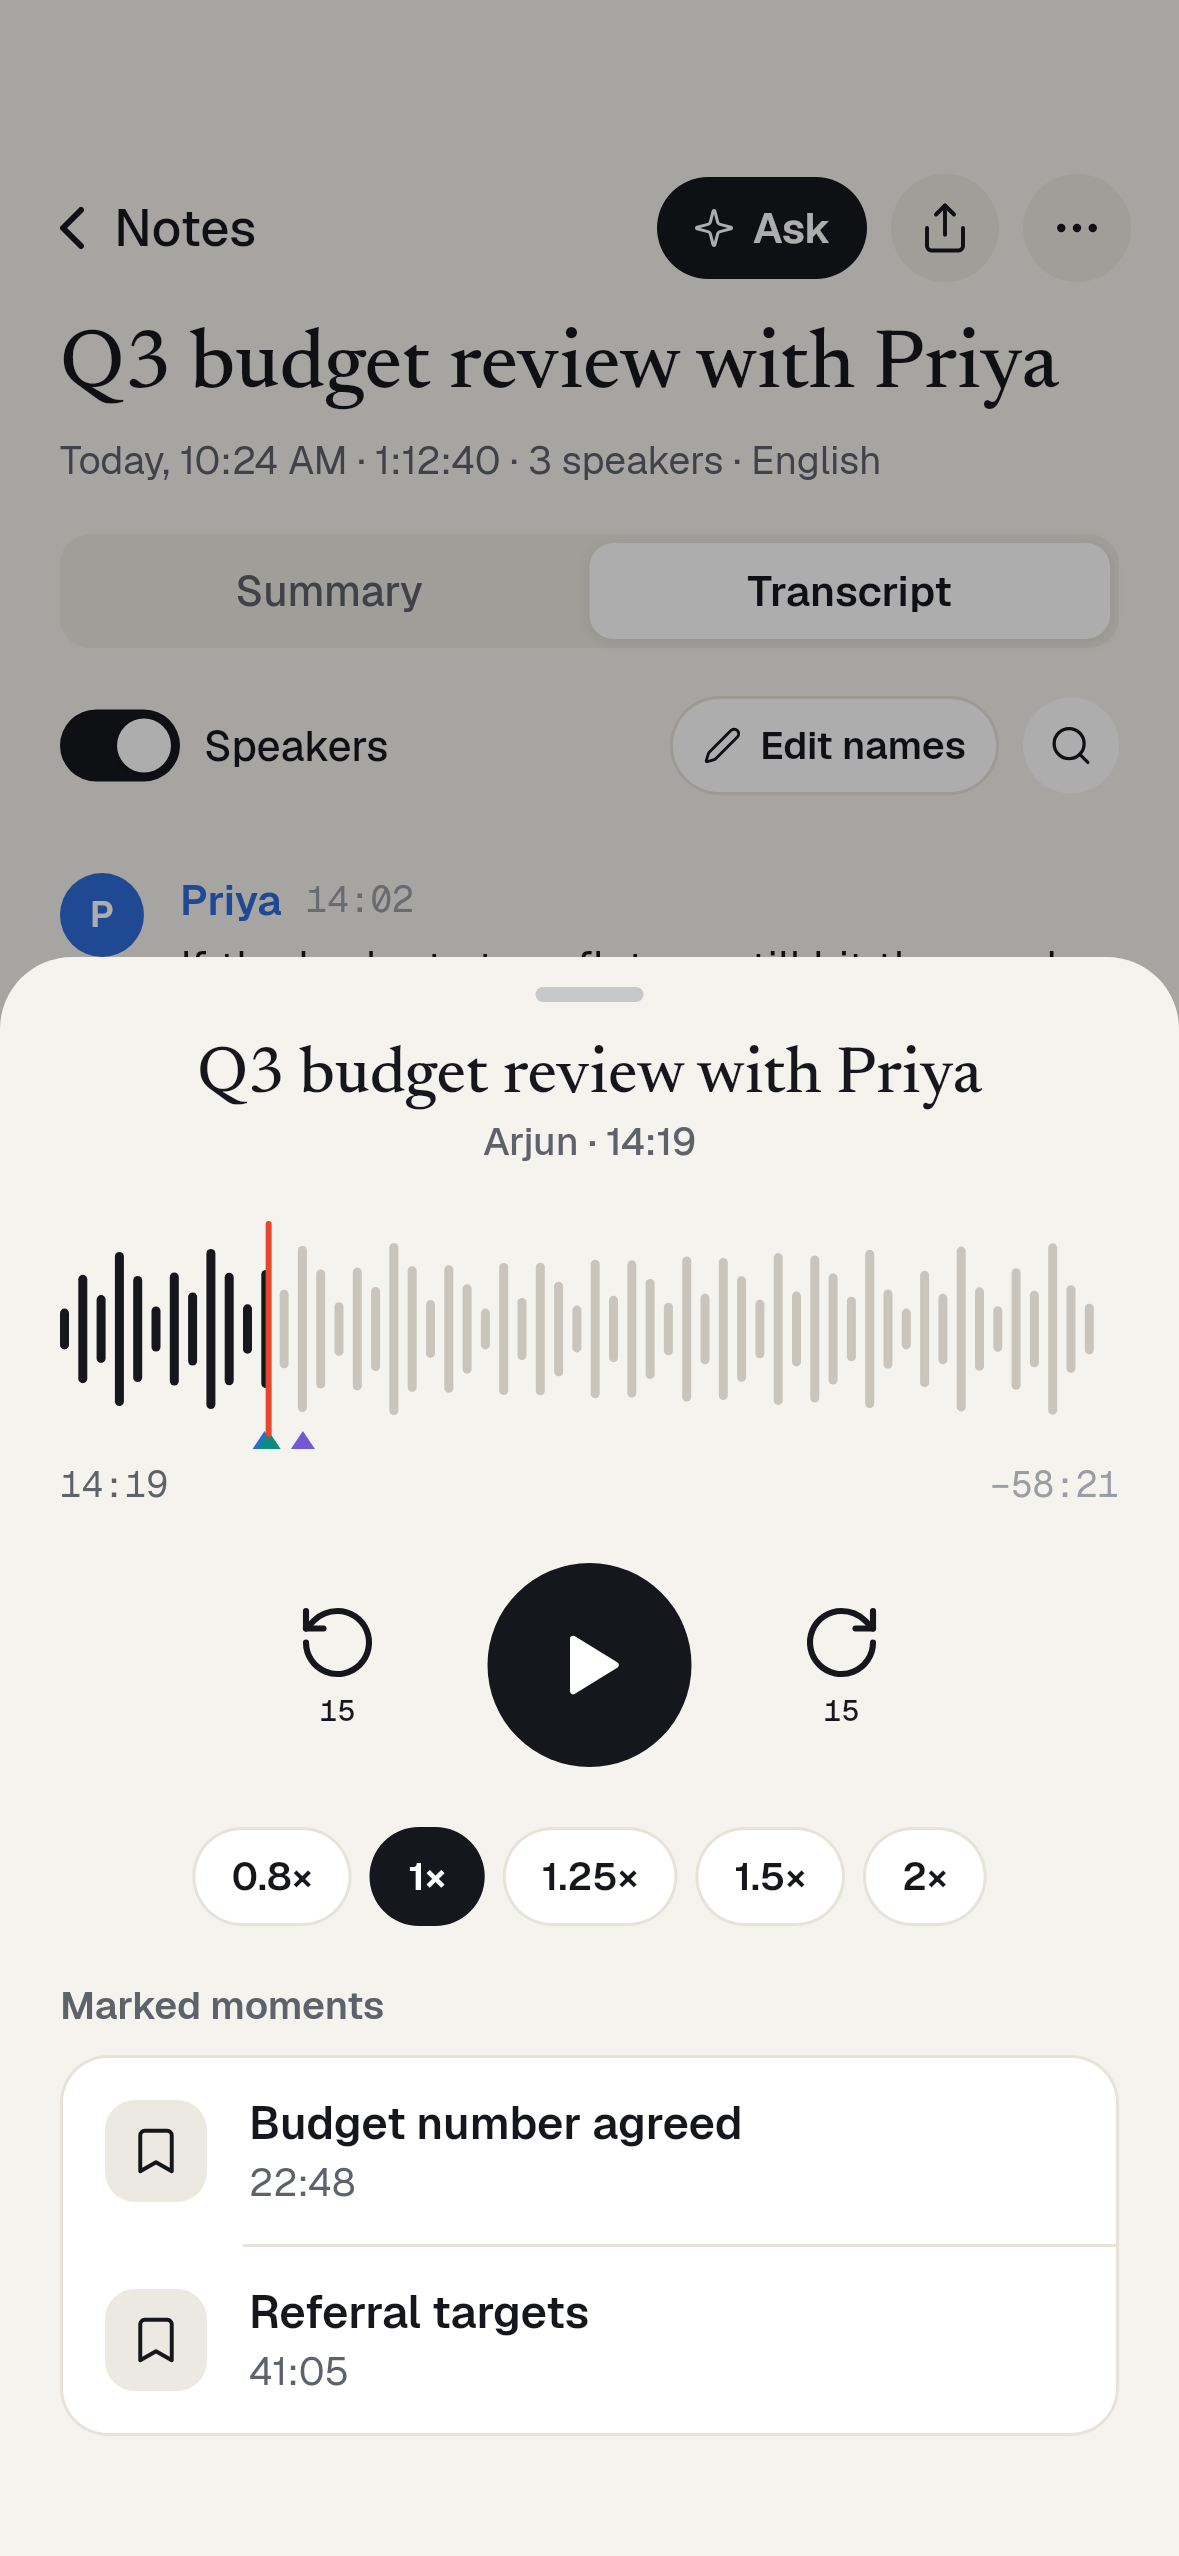 Notes
Ask
Q3 budget review with Priya
Today, 10:24 AM · 1:12:40 · 3 speakers · English
Summary
Transcript
Speakers
Edit names
P
Priya 14:02
Q3 budget review with Priya
Arjun · 14:19
14:19
−58:21
15
15
0.8×
1×
1.25×
1.5×
2×
Marked moments
Budget number agreed
22:48
Referral targets
41:05